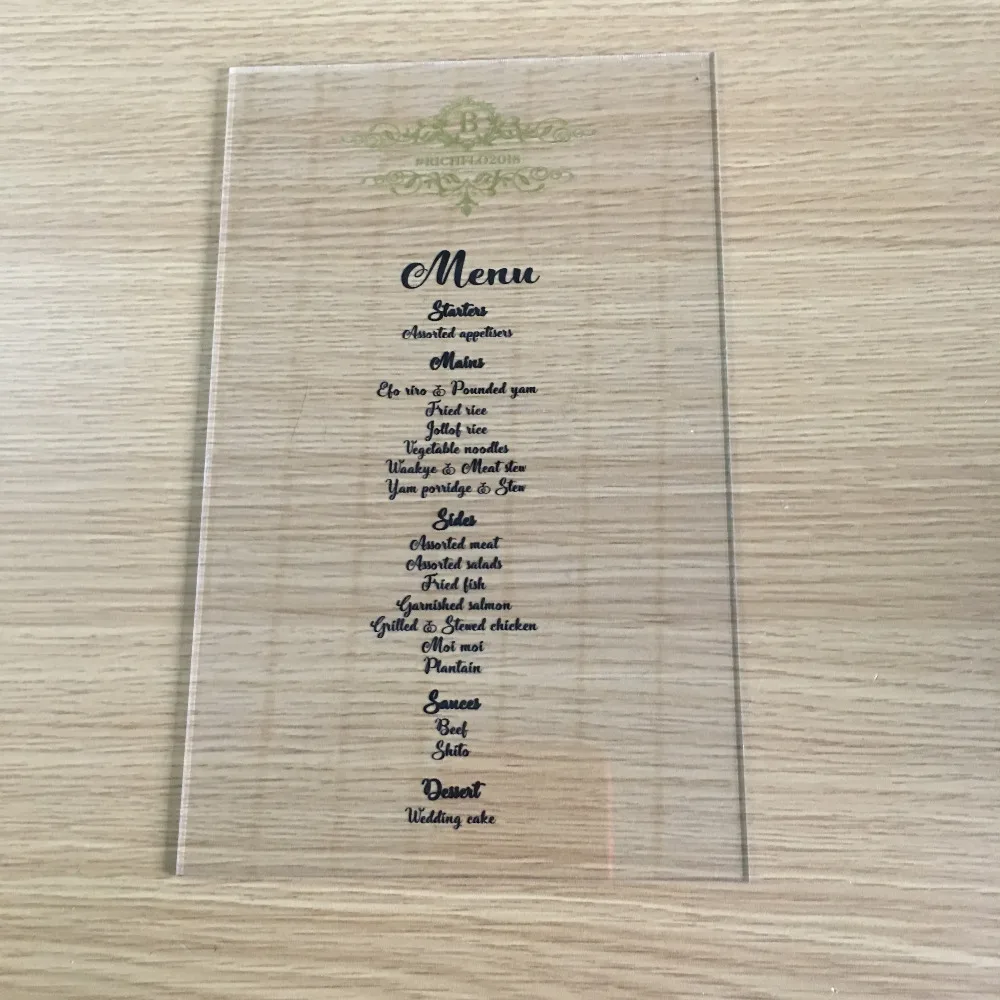 B
#RICHFLO2018
Menu
Starters
Assorted appetisers
Mains
Efo riro & Pounded yam
Fried rice
Jollof rice
Vegetable noodles
Waakye & Meat stew
Yam porridge & Stew
Sides
Assorted meat
Assorted salads
Fried fish
Garnished salmon
Grilled & Stewed chicken
Moi moi
Plantain
Sauces
Beef
Shito
Dessert
Wedding cake